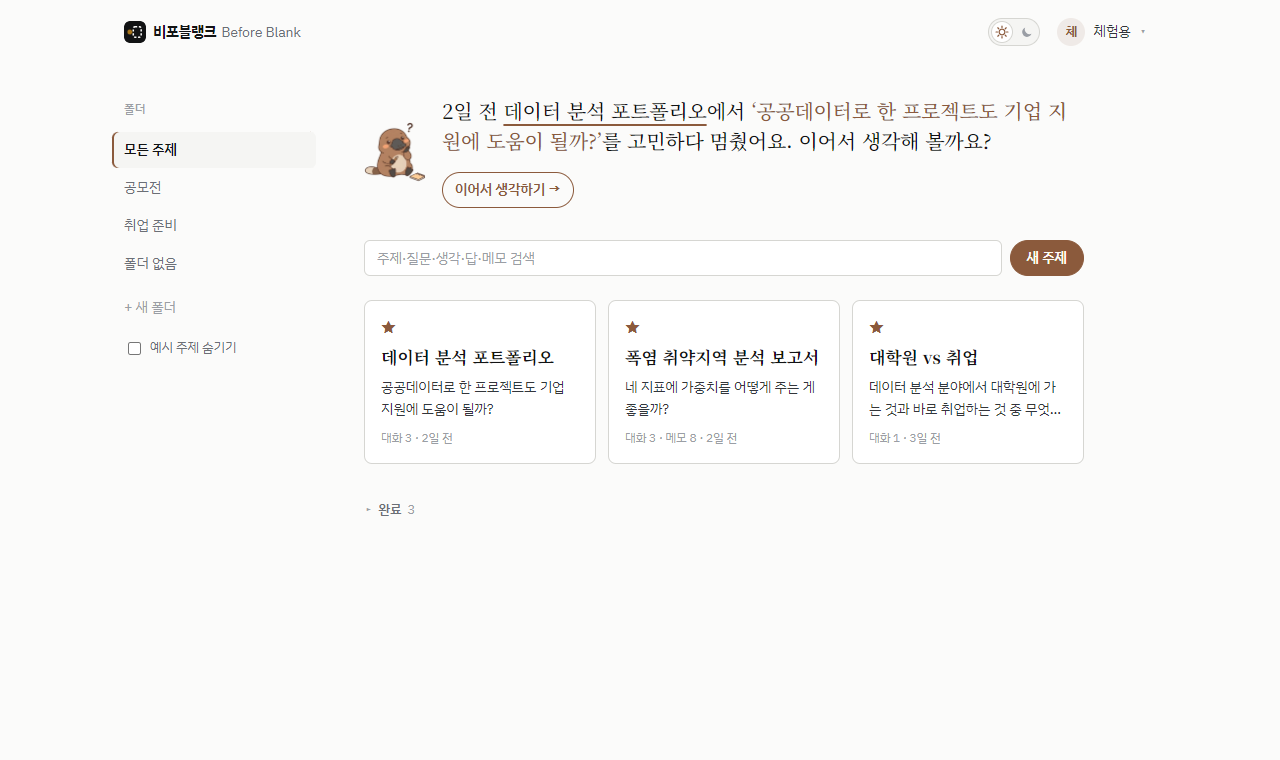 비포블랭크 Before Blank
체 체험용
폴더
모든 주제
공모전
취업 준비
폴더 없음
+ 새 폴더
예시 주제 숨기기
?
2일 전 데이터 분석 포트폴리오에서 ‘공공데이터로 한 프로젝트도 기업 지
원에 도움이 될까?’를 고민하다 멈췄어요. 이어서 생각해 볼까요?
이어서 생각하기 →
주제·질문·생각·답·메모 검색
새 주제
데이터 분석 포트폴리오
공공데이터로 한 프로젝트도 기업
지원에 도움이 될까?
대화 3 · 2일 전
폭염 취약지역 분석 보고서
네 지표에 가중치를 어떻게 주는 게
좋을까?
대화 3 · 메모 8 · 2일 전
대학원 vs 취업
데이터 분석 분야에서 대학원에 가
는 것과 바로 취업하는 것 중 무엇…
대화 1 · 3일 전
완료 3